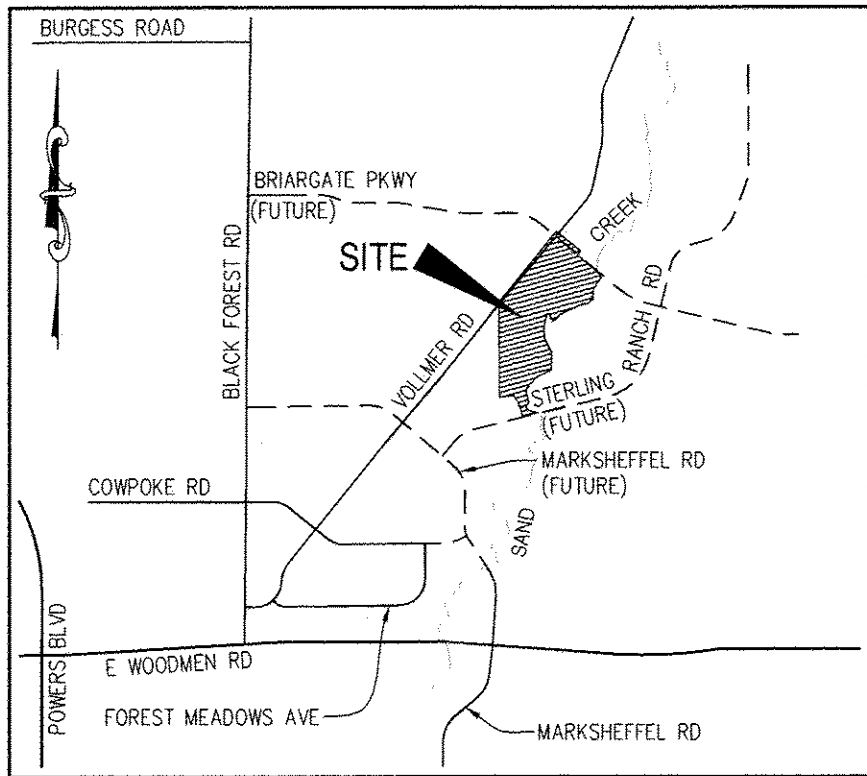 BURGESS ROAD
BRIARGATE PKWY
(FUTURE)
CREEK
SITE
BLACK FOREST RD
VOLLMER RD
STERLING RANCH RD
(FUTURE)
MARKSHEFFEL RD
(FUTURE)
COWPOKE RD
SAND
POWERS BLVD
E WOODMEN RD
FOREST MEADOWS AVE
MARKSHEFFEL RD